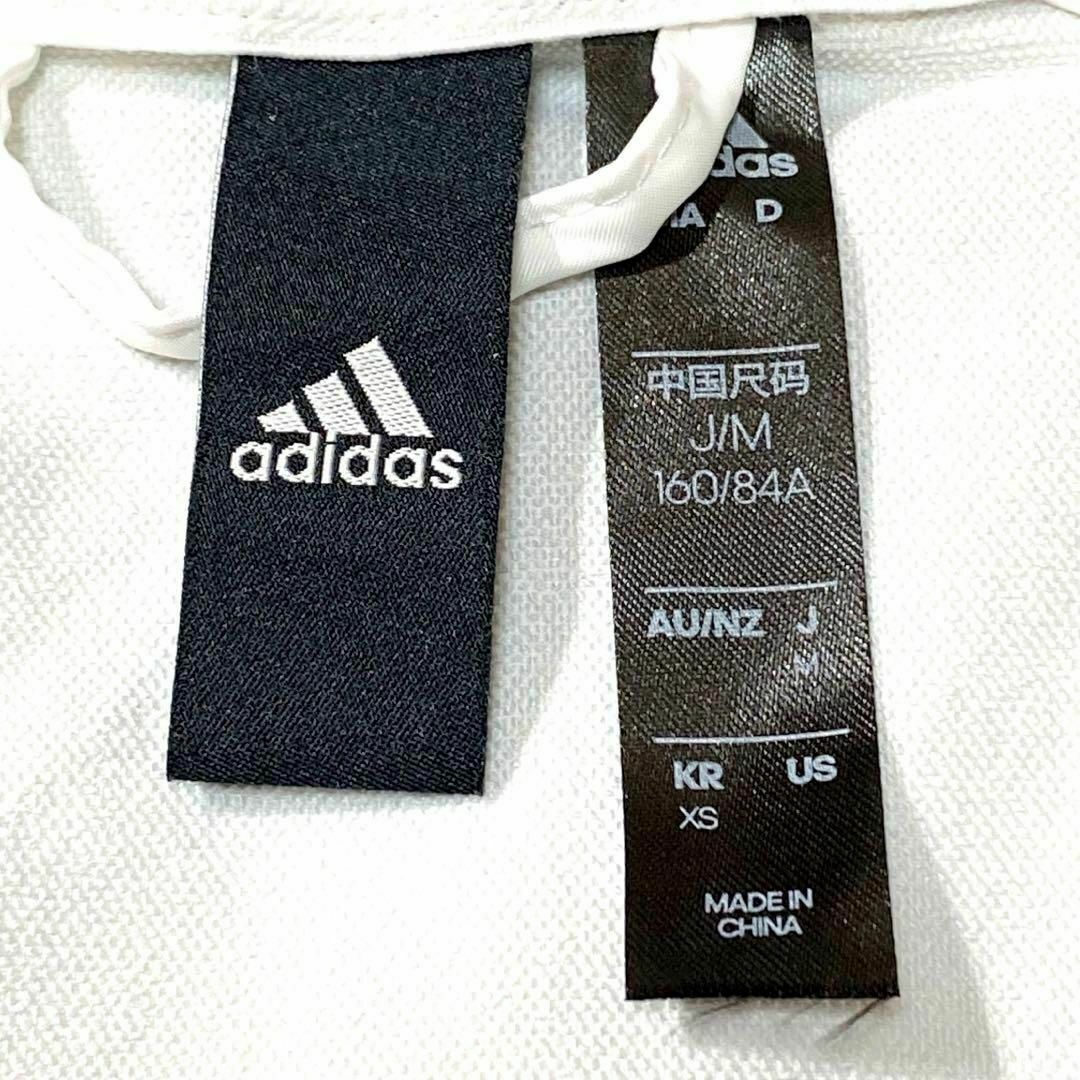 adidas
adidas
D
中国尺码
J/M
160/84A
AU/NZ J
M
KR US
XS
MADE IN
CHINA